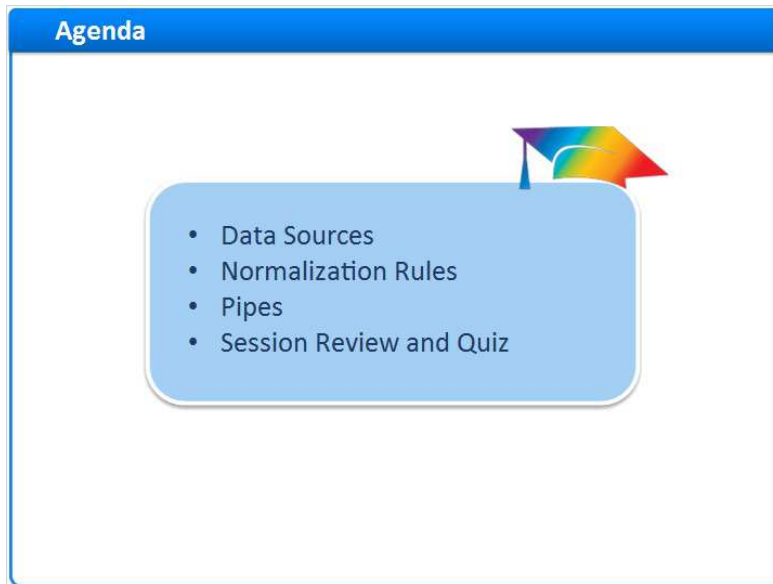 Agenda
• Data Sources
• Normalization Rules
• Pipes
• Session Review and Quiz